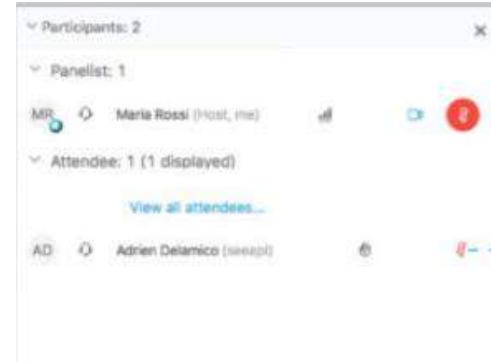 Participants: 2
Panelist: 1
MR Maria Rossi (Host, me)
Attendee: 1 (1 displayed)
View all attendees...
AD Adrien Delamico